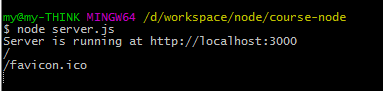 my@my-THINK MINGW64 /d/workspace/node/course-node
$ node server.js
Server is running at http://localhost:3000
/
/favicon.ico